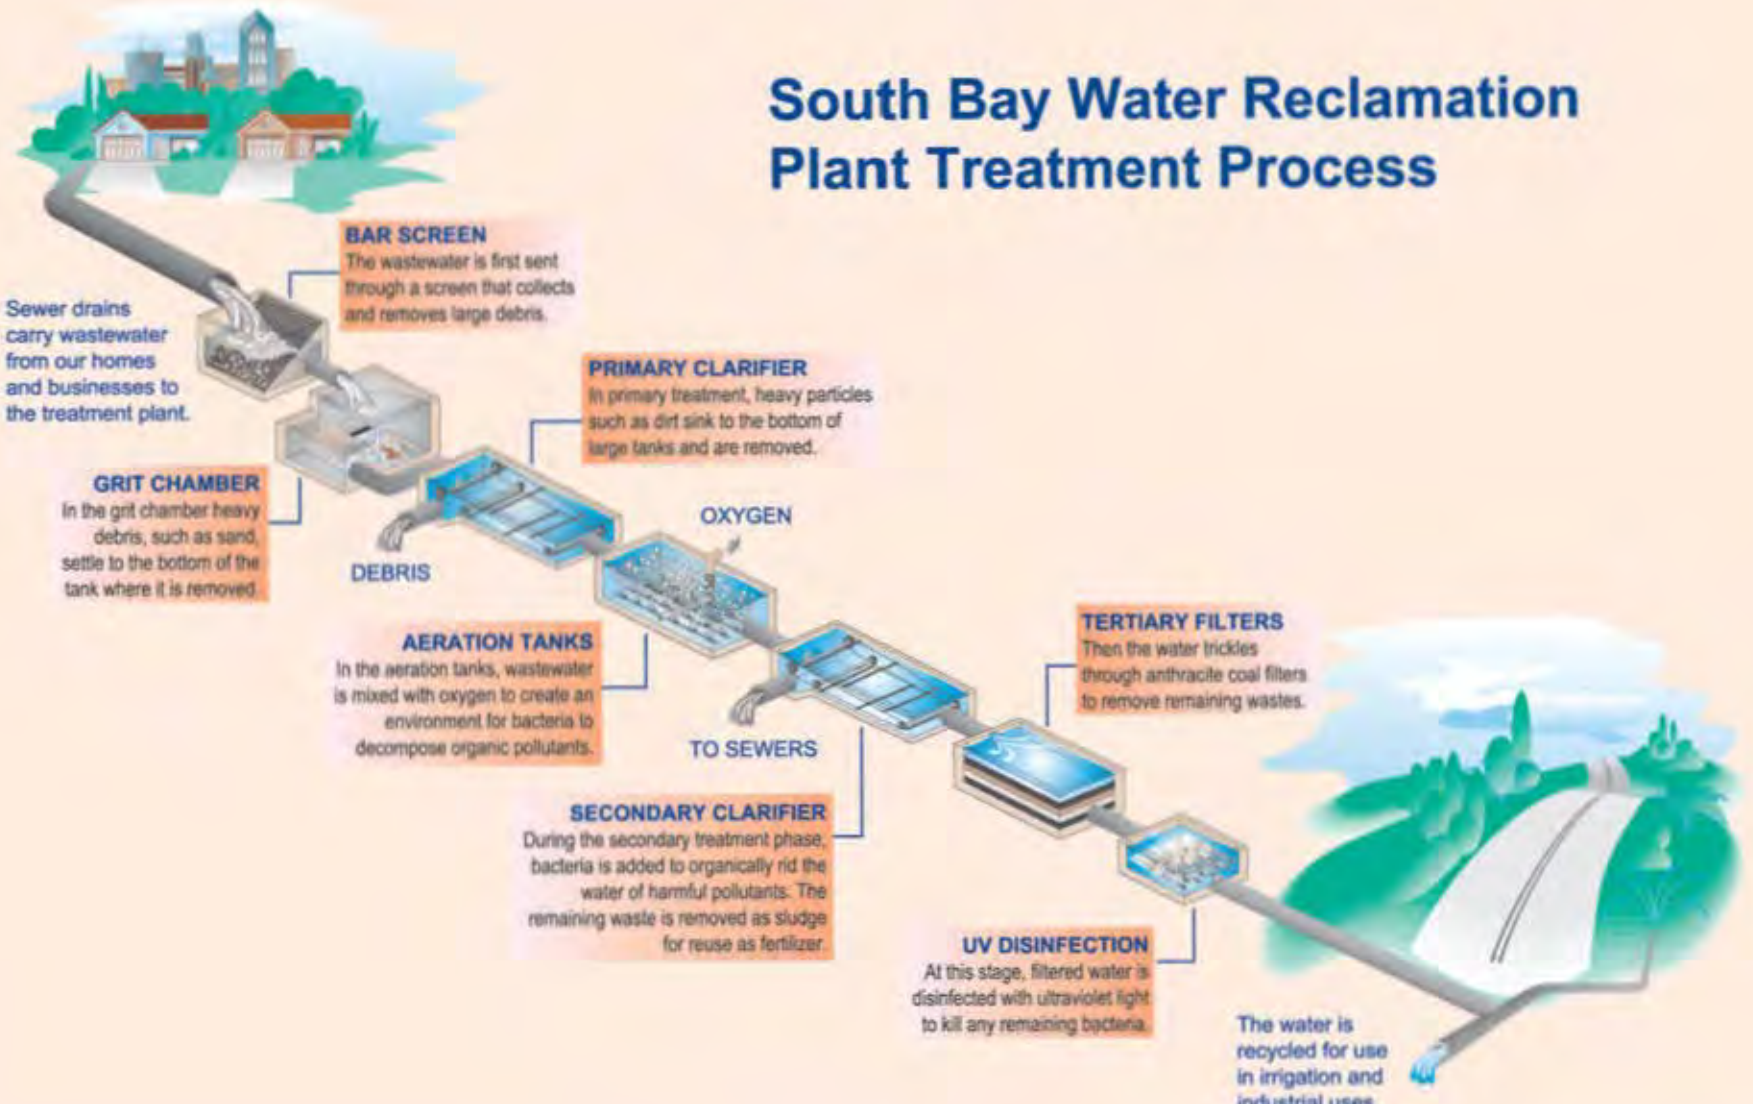 South Bay Water Reclamation
Plant Treatment Process
BAR SCREEN
The wastewater is first sent
through a screen that collects
and removes large debris.
Sewer drains
carry wastewater
from our homes
and businesses to
the treatment plant.
PRIMARY CLARIFIER
In primary treatment, heavy particles
such as dirt sink to the bottom of
large tanks and are removed.
GRIT CHAMBER
In the grit chamber heavy
debris, such as sand,
settle to the bottom of the
tank where it is removed.
DEBRIS
OXYGEN
AERATION TANKS
In the aeration tanks, wastewater
is mixed with oxygen to create an
environment for bacteria to
decompose organic pollutants.
TO SEWERS
TERTIARY FILTERS
Then the water trickles
through anthracite coal filters
to remove remaining wastes.
SECONDARY CLARIFIER
During the secondary treatment phase,
bacteria is added to organically rid the
water of harmful pollutants. The
remaining waste is removed as sludge
for reuse as fertilizer.
UV DISINFECTION
At this stage, filtered water is
disinfected with ultraviolet light
to kill any remaining bacteria.
The water is
recycled for use
in irrigation and
industrial uses